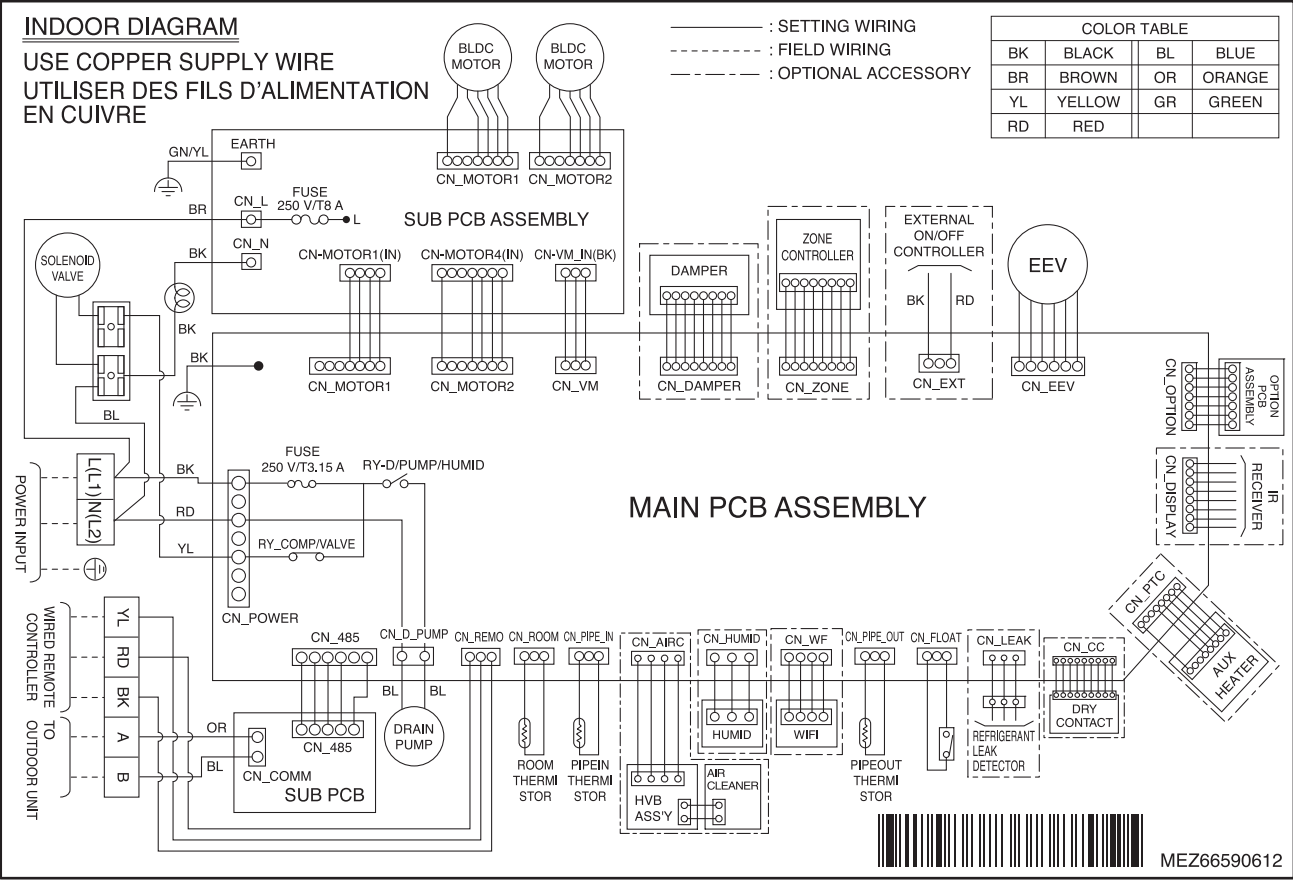 INDOOR DIAGRAM
USE COPPER SUPPLY WIRE
UTILISER DES FILS D'ALIMENTATION
EN CUIVRE
BLDC
MOTOR
BLDC
MOTOR
: SETTING WIRING
: FIELD WIRING
: OPTIONAL ACCESSORY
COLOR TABLE
BK BLACK BL BLUE
BR BROWN OR ORANGE
YL YELLOW GR GREEN
RD RED
GN/YL
EARTH
CN_MOTOR1
CN_MOTOR2
BR
CN_L
FUSE
250 V/T8 A
L
SUB PCB ASSEMBLY
BK
CN_N
CN-MOTOR1(IN)
CN-MOTOR4(IN)
CN-VM_IN(BK)
SOLENOID
VALVE
BK
BK
BL
CN_MOTOR1
CN_MOTOR2
CN_VM
DAMPER
CN_DAMPER
ZONE
CONTROLLER
CN_ZONE
EXTERNAL
ON/OFF
CONTROLLER
BK
RD
CN_EXT
EEV
CN_EEV
CN_OPTION
OPTION
PCB
ASSEMBLY
CN_DISPLAY
IR
RECEIVER
POWER INPUT
L(L1)
N(L2)
BK
RD
YL
FUSE
250 V/T3.15 A
RY-D/PUMP/HUMID
RY_COMP/VALVE
CN_POWER
MAIN PCB ASSEMBLY
CN_PTC
AUX
HEATER
WIRED REMOTE
CONTROLLER
TO
OUTDOOR UNIT
YL
RD
BK
A
B
OR
BL
CN_485
CN_485
CN_COMM
SUB PCB
CN_D_PUMP
BL
BL
DRAIN
PUMP
CN_REMO
CN_ROOM
ROOM
THERMI
STOR
CN_PIPE_IN
PIPEIN
THERMI
STOR
CN_AIRC
HVB
ASS'Y
AIR
CLEANER
CN_HUMID
HUMID
CN_WF
WIFI
CN_PIPE_OUT
PIPEOUT
THERMI
STOR
CN_FLOAT
CN_LEAK
REFRIGERANT
LEAK
DETECTOR
CN_CC
DRY
CONTACT
MEZ66590612